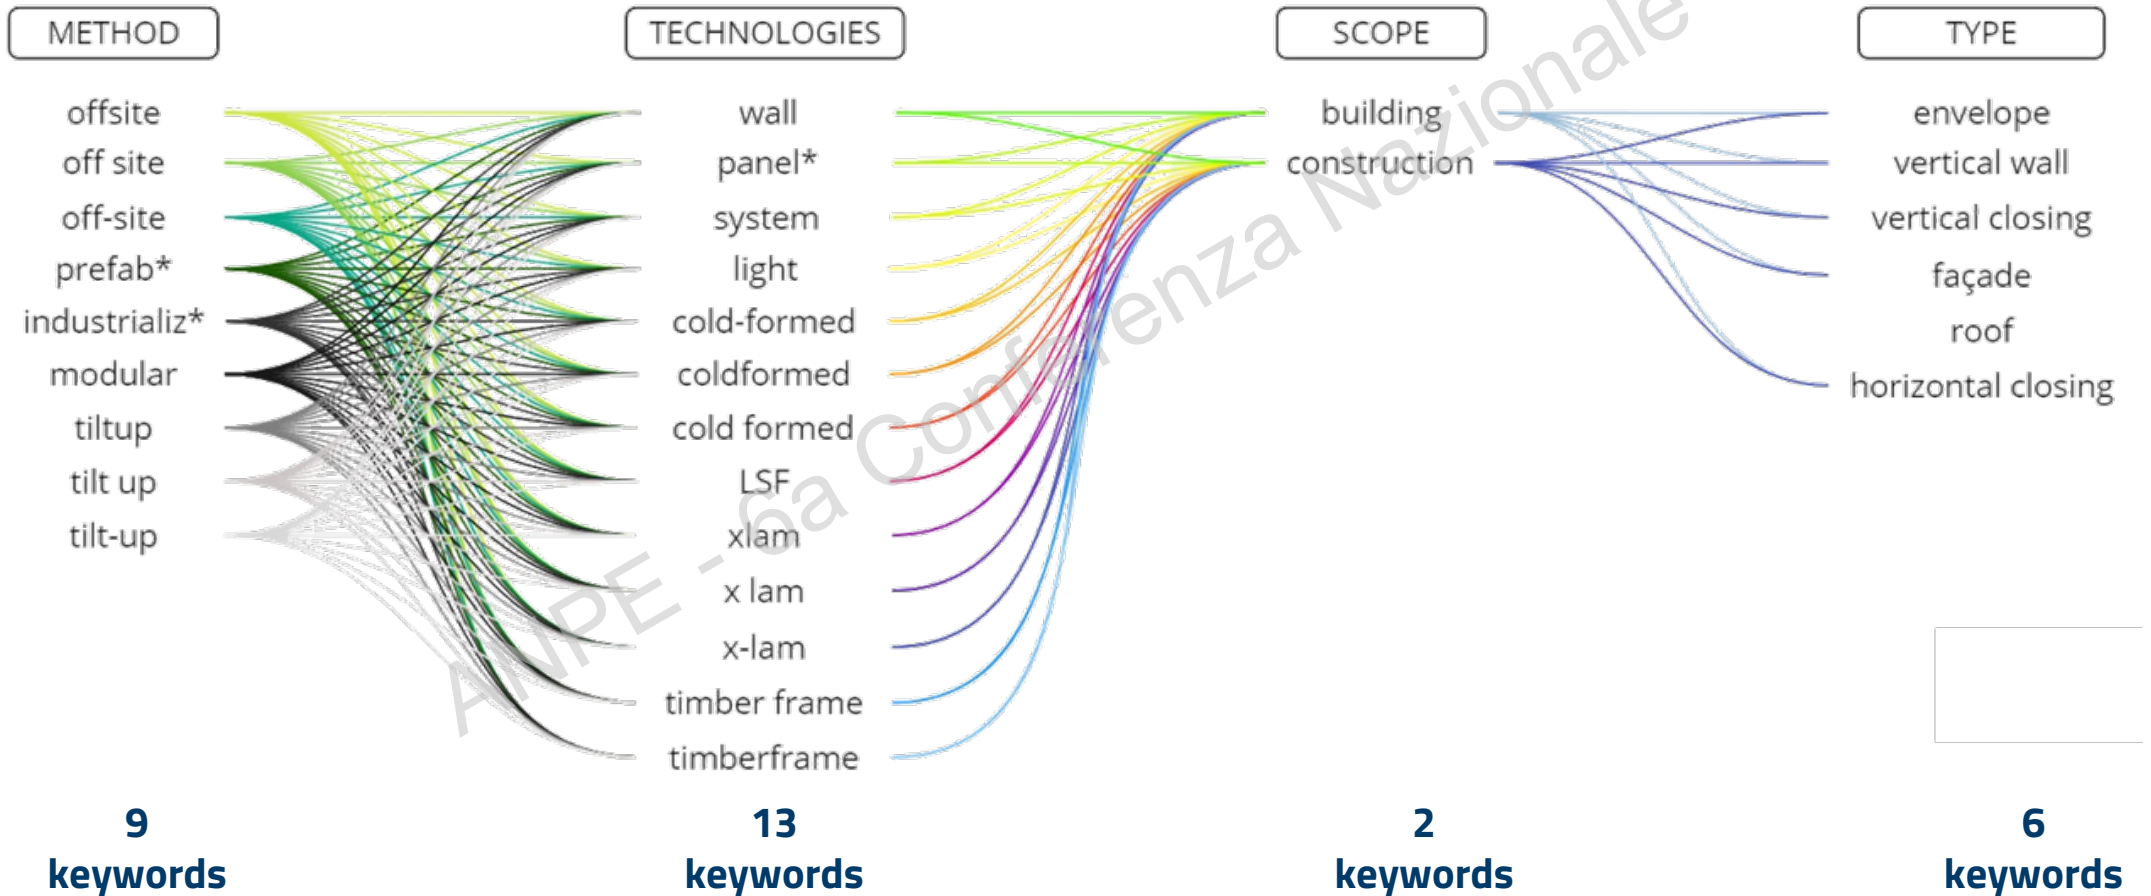 METHOD
TECHNOLOGIES
SCOPE
TYPE
offsite
off site
off-site
prefab*
industrializ*
modular
tiltup
tilt up
tilt-up
wall
panel*
system
light
cold-formed
coldformed
cold formed
LSF
xlam
x lam
x-lam
timber frame
timberframe
building
construction
envelope
vertical wall
vertical closing
façade
roof
horizontal closing
ANPE - 6a Conferenza Nazionale
9
keywords
13
keywords
2
keywords
6
keywords